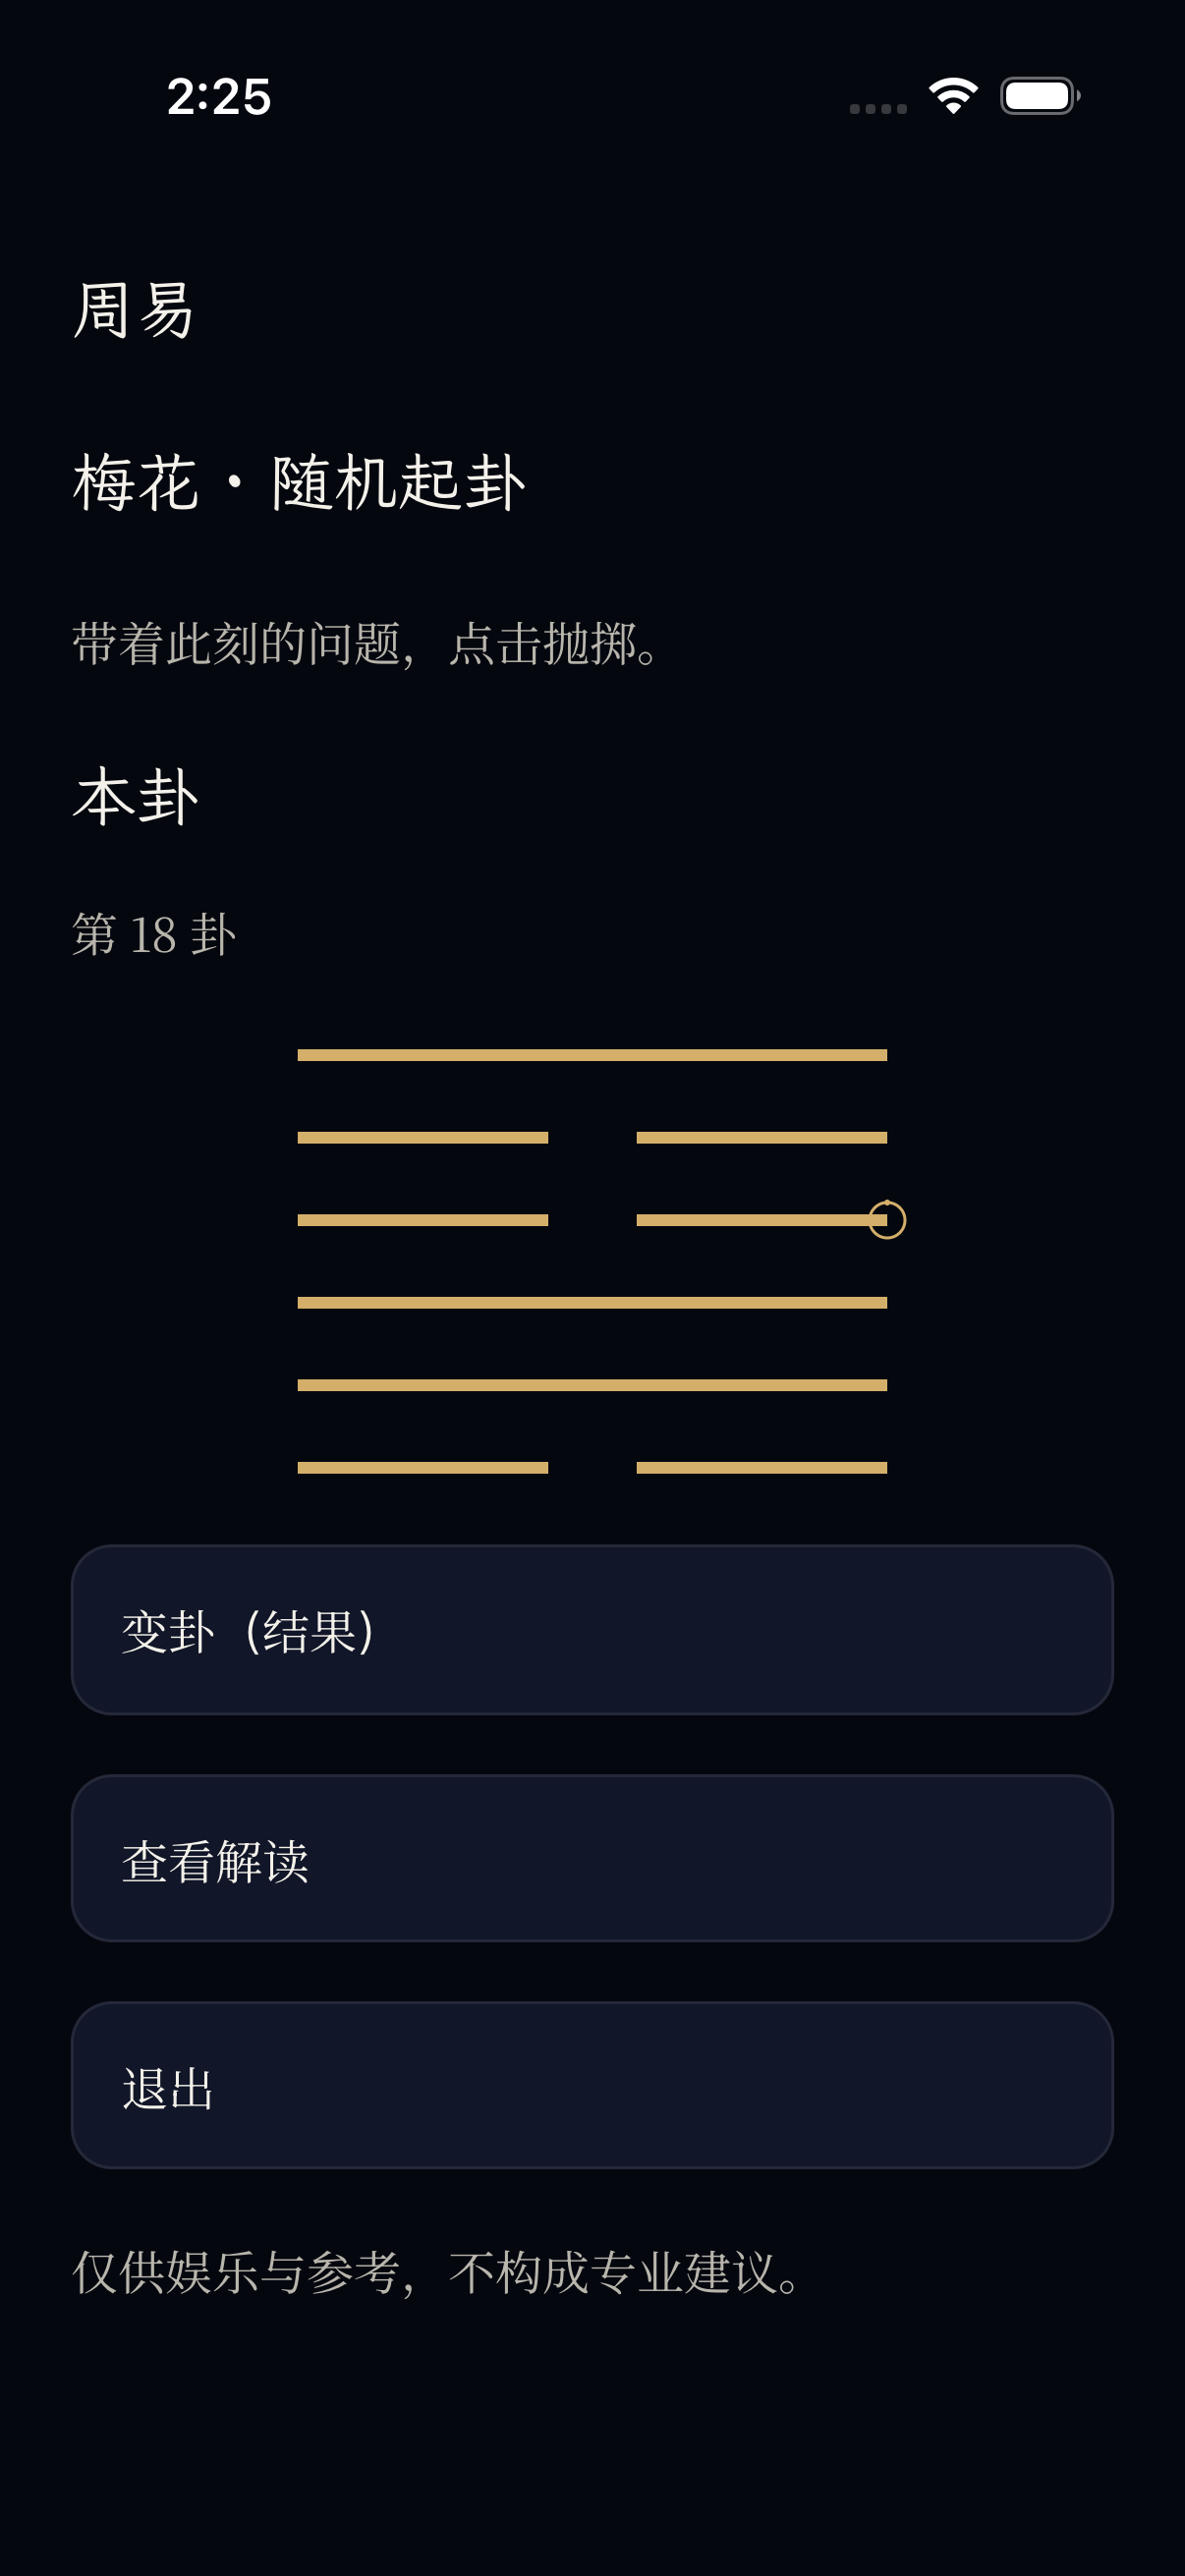 2:25
周易
梅花·随机起卦
带着此刻的问题，点击抛掷。
本卦
第 18 卦
变卦（结果）
查看解读
退出
仅供娱乐与参考，不构成专业建议。